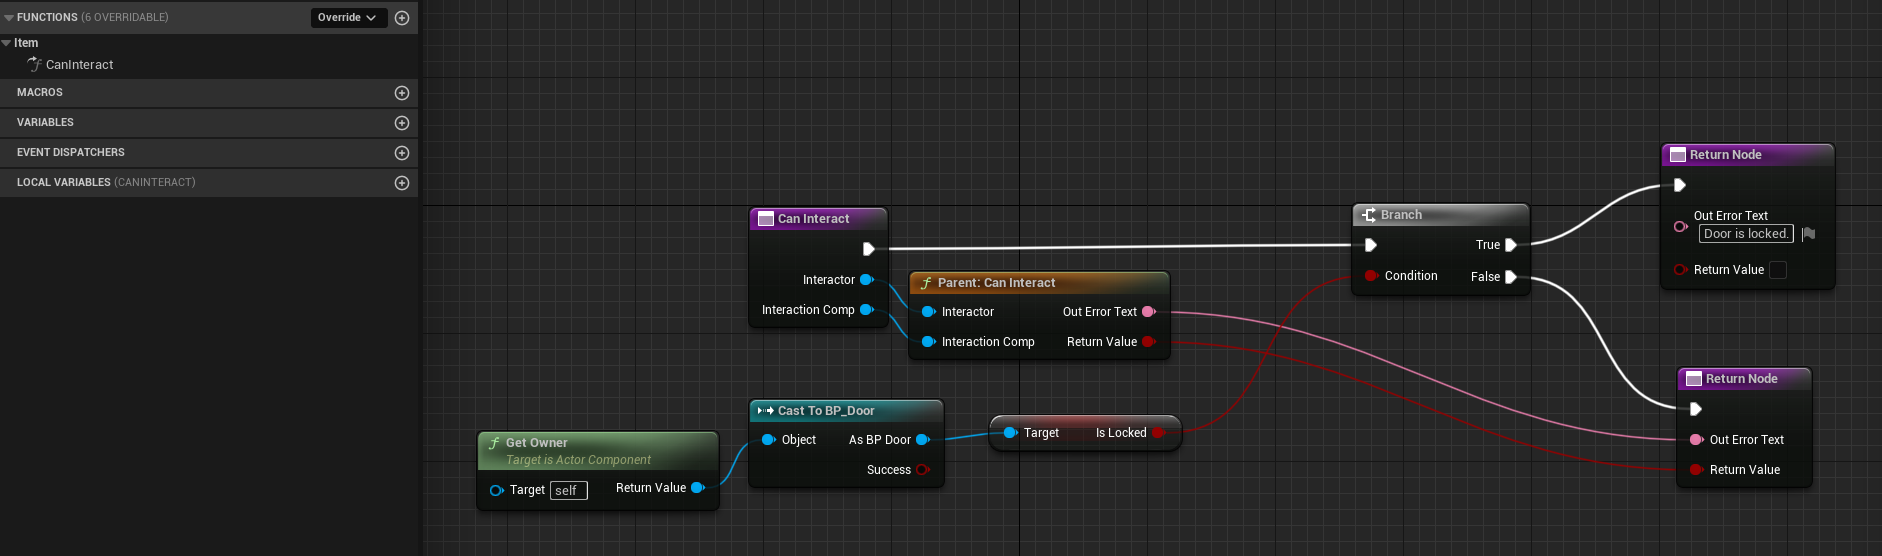 FUNCTIONS (6 OVERRIDABLE)
Override
Item
CanInteract
MACROS
VARIABLES
EVENT DISPATCHERS
LOCAL VARIABLES (CANINTERACT)
Can Interact
Interactor
Interaction Comp
Parent: Can Interact
Interactor
Out Error Text
Interaction Comp
Return Value
Get Owner
Target is Actor Component
Target self
Return Value
Cast To BP_Door
Object
As BP Door
Success
Target
Is Locked
Branch
True
Condition
False
Return Node
Out Error Text
Door is locked.
Return Value
Return Node
Out Error Text
Return Value